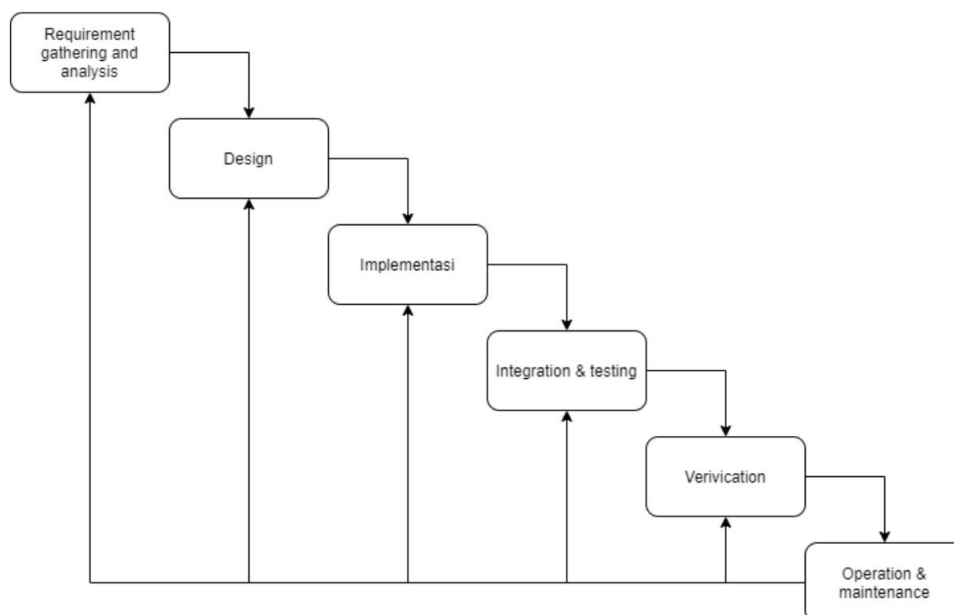 Requirement
gathering and
analysis
Design
Implementasi
Integration & testing
Verivication
Operation &
maintenance